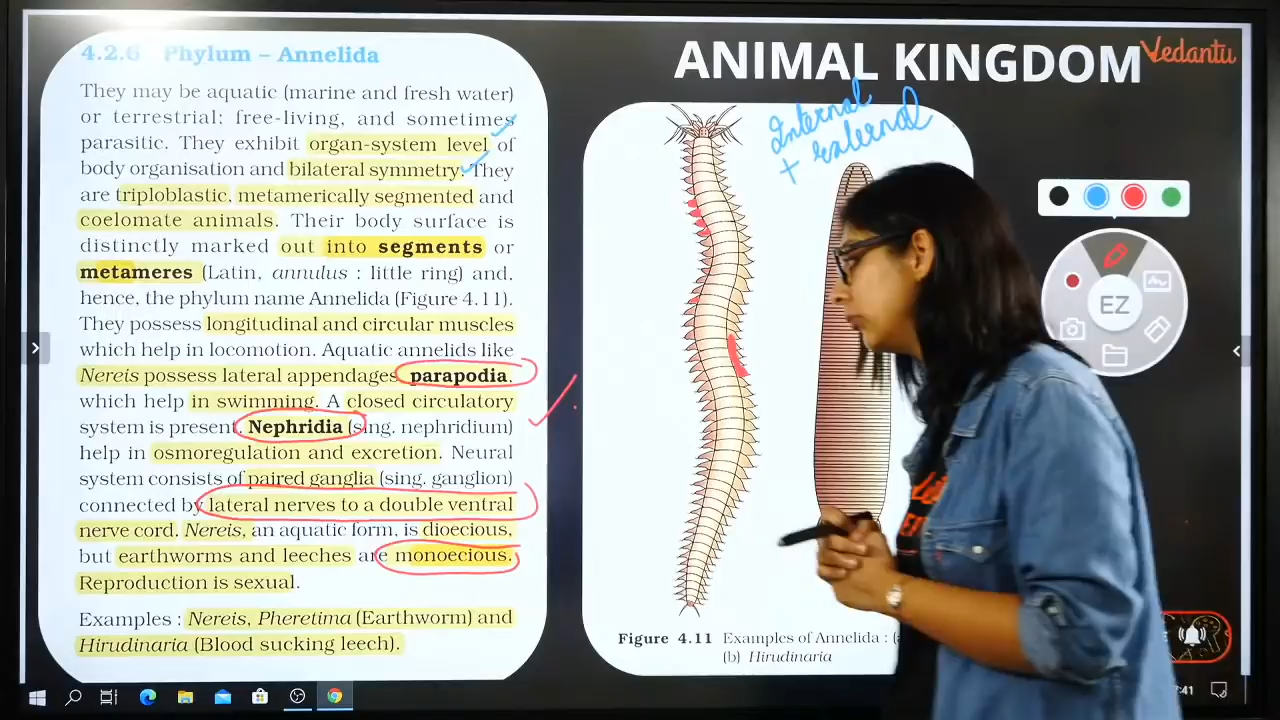 4.2.6 Phylum – Annelida
They may be aquatic (marine and fresh water)
or terrestrial; free-living, and sometimes
parasitic. They exhibit organ-system level of
body organisation and bilateral symmetry. They
are triploblastic, metamerically segmented and
coelomate animals. Their body surface is
distinctly marked out into segments or
metameres (Latin, annulus : little ring) and,
hence, the phylum name Annelida (Figure 4.11).
They possess longitudinal and circular muscles
which help in locomotion. Aquatic annelids like
Nereis possess lateral appendages, parapodia,
which help in swimming. A closed circulatory
system is present. Nephridia (sing. nephridium)
help in osmoregulation and excretion. Neural
system consists of paired ganglia (sing. ganglion)
connected by lateral nerves to a double ventral
nerve cord. Nereis, an aquatic form, is dioecious,
but earthworms and leeches are monoecious.
Reproduction is sexual.
Examples : Nereis, Pheretima (Earthworm) and
Hirudinaria (Blood sucking leech).
ANIMAL KINGDOM
Vedantu
Internal
+ external
EZ
Figure 4.11 Examples of Annelida :
(b) Hirudinaria
:41